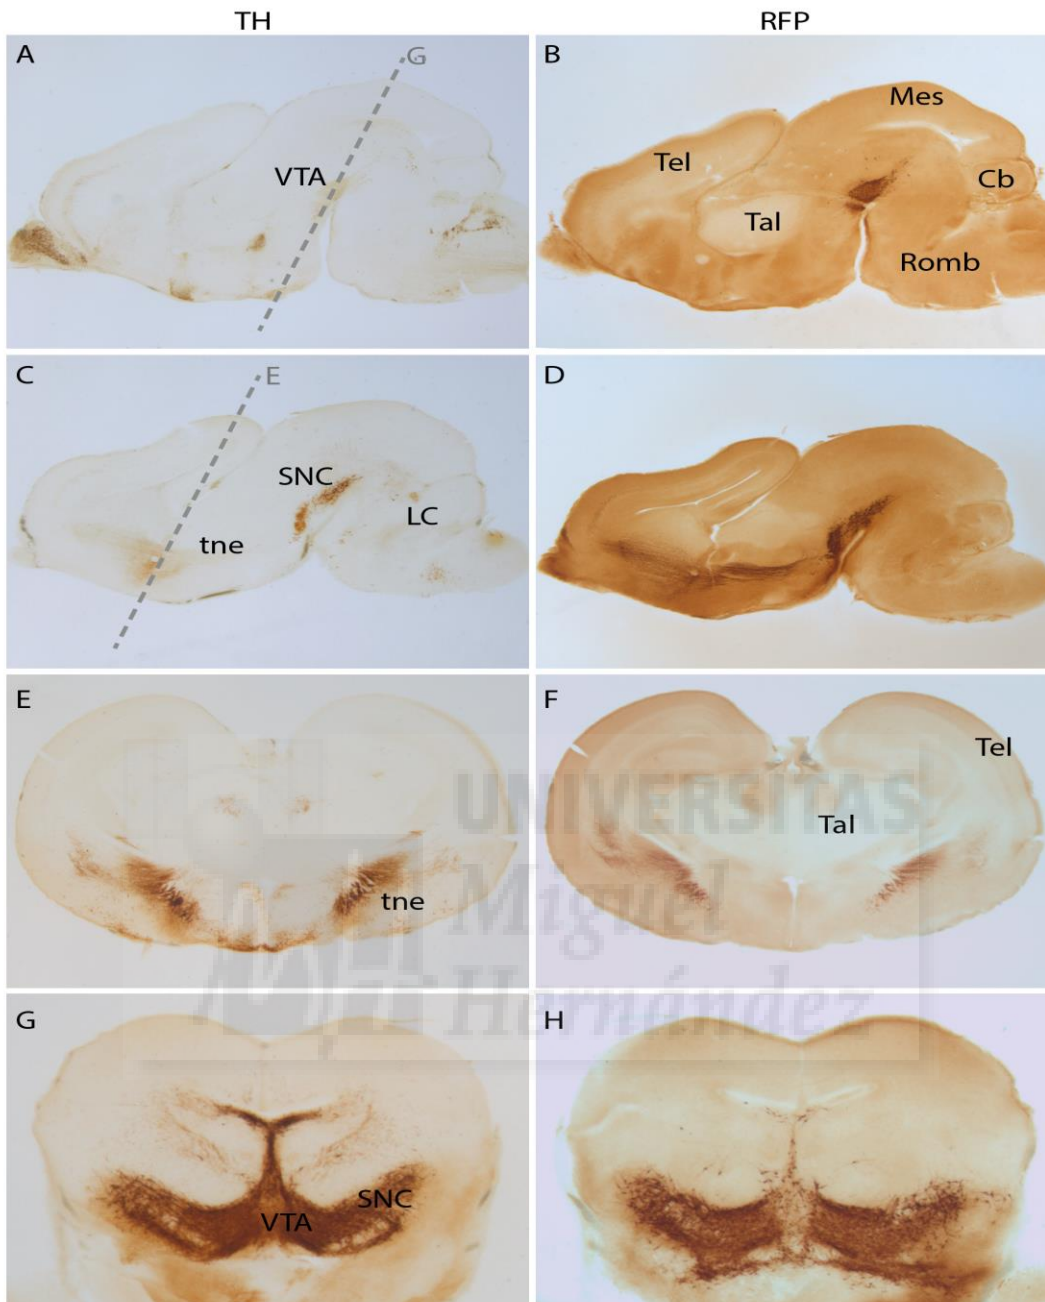 TH
RFP
A
G
VTA
B
Mes
Tel
Cb
Tal
Romb
C
E
SNC
LC
tne
D
E
tne
F
Tel
Tal
G
SNC
VTA
H
UNIVERSITAS
Miguel
Hernández